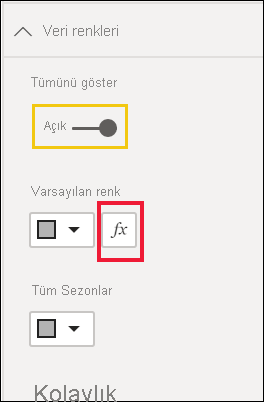 Veri renkleri
Tümünü göster
Açık
Varsayılan renk
fx
Tüm Sezonlar
Kolaylık